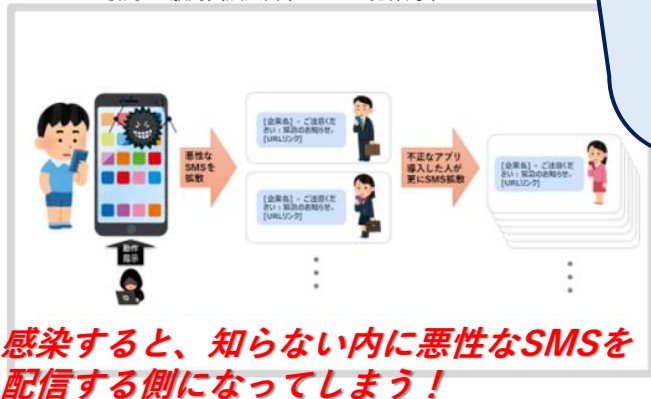 悪性な
SMSを
拡散
[企業名] - ご注意くだ
さい：緊急のお知らせ。
[URLリンク]
[企業名] - ご注意くだ
さい：緊急のお知らせ。
[URLリンク]
不正なアプリ
導入した人が
更にSMS拡散
[企業名] - ご注意くだ
さい：緊急のお知らせ。
[URLリンク]
動作
指示
感染すると、知らない内に悪性なSMSを
配信する側になってしまう！